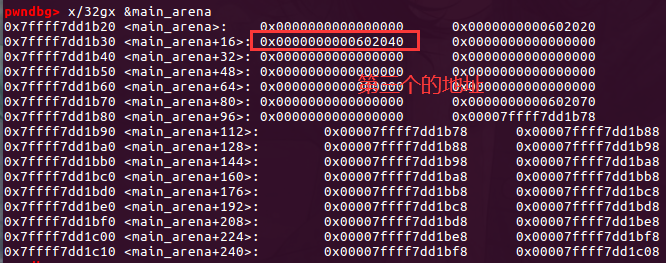 pwndbg> x/32gx &main_arena
0x7ffff7dd1b20 <main_arena>: 0x0000000000000000 0x0000000000602020
0x7ffff7dd1b30 <main_arena+16>: 0x0000000000602040 0x0000000000000000
0x7ffff7dd1b40 <main_arena+32>: 0x0000000000000000 0x0000000000000000
0x7ffff7dd1b50 <main_arena+48>: 0x0000000000000000 0x0000000000000000
0x7ffff7dd1b60 <main_arena+64>: 0x0000000000000000 0x0000000000000000
第二个的地址
0x7ffff7dd1b70 <main_arena+80>: 0x0000000000000000 0x0000000000602070
0x7ffff7dd1b80 <main_arena+96>: 0x0000000000000000 0x00007ffff7dd1b78
0x7ffff7dd1b90 <main_arena+112>: 0x00007ffff7dd1b78 0x00007ffff7dd1b88
0x7ffff7dd1ba0 <main_arena+128>: 0x00007ffff7dd1b88 0x00007ffff7dd1b98
0x7ffff7dd1bb0 <main_arena+144>: 0x00007ffff7dd1b98 0x00007ffff7dd1ba8
0x7ffff7dd1bc0 <main_arena+160>: 0x00007ffff7dd1ba8 0x00007ffff7dd1bb8
0x7ffff7dd1bd0 <main_arena+176>: 0x00007ffff7dd1bb8 0x00007ffff7dd1bc8
0x7ffff7dd1be0 <main_arena+192>: 0x00007ffff7dd1bc8 0x00007ffff7dd1bd8
0x7ffff7dd1bf0 <main_arena+208>: 0x00007ffff7dd1bd8 0x00007ffff7dd1be8
0x7ffff7dd1c00 <main_arena+224>: 0x00007ffff7dd1be8 0x00007ffff7dd1bf8
0x7ffff7dd1c10 <main_arena+240>: 0x00007ffff7dd1bf8 0x00007ffff7dd1c08